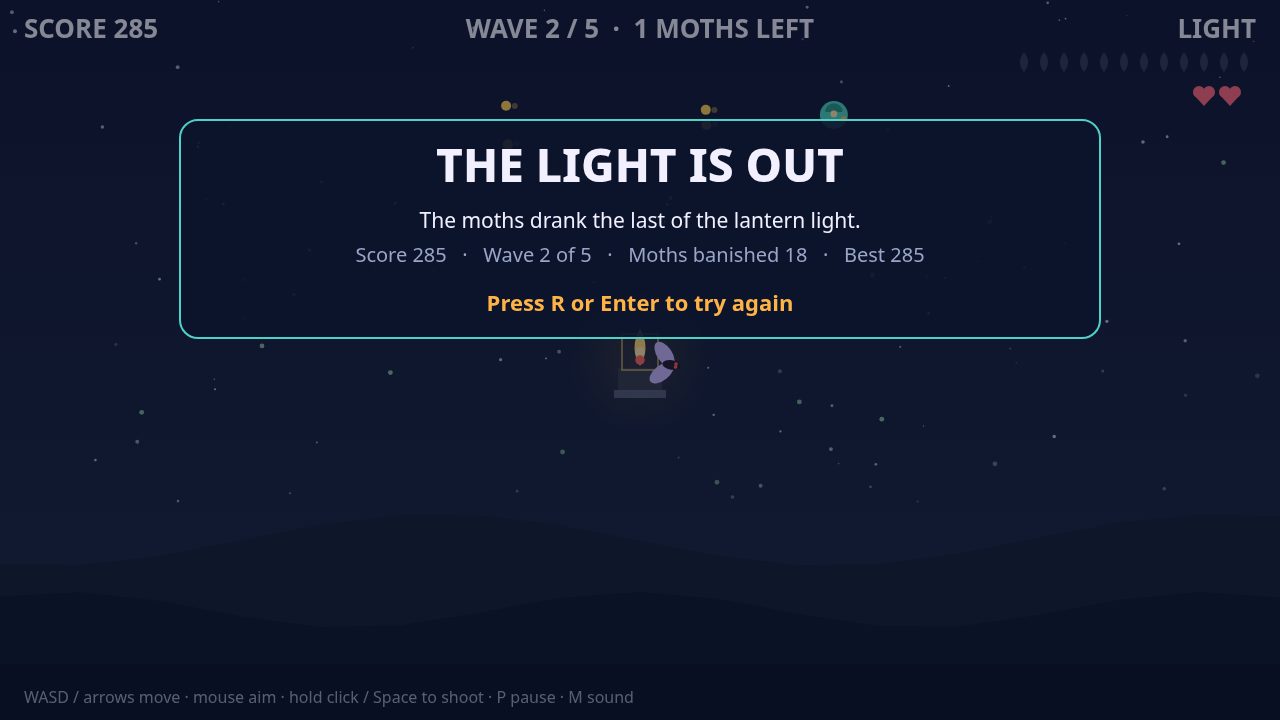 SCORE 285
WAVE 2 / 5 · 1 MOTHS LEFT
LIGHT
THE LIGHT IS OUT
The moths drank the last of the lantern light.
Score 285 · Wave 2 of 5 · Moths banished 18 · Best 285
Press R or Enter to try again
WASD / arrows move · mouse aim · hold click / Space to shoot · P pause · M sound